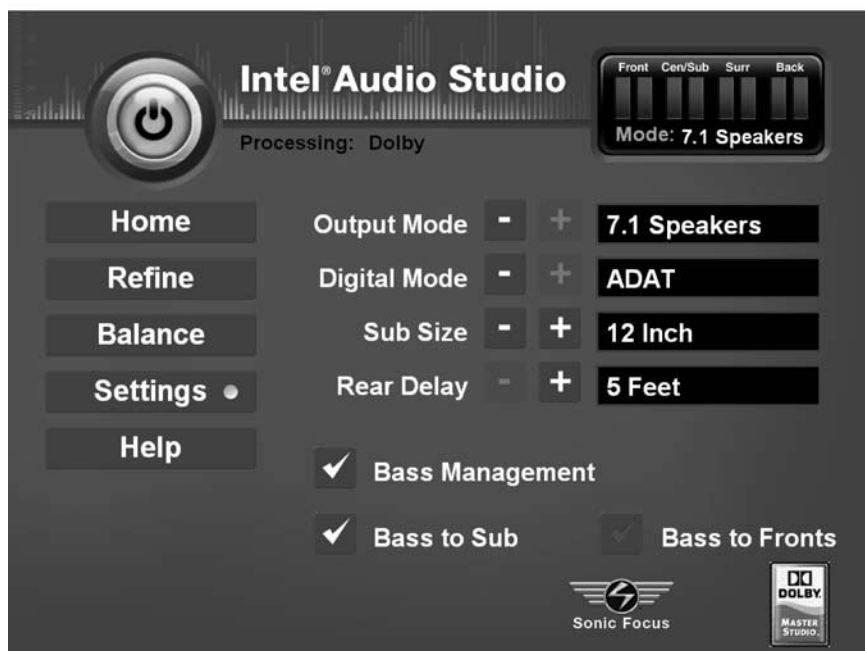 Intel® Audio Studio
Processing: Dolby
Front Cen/Sub Surr Back
Mode: 7.1 Speakers
Home
Refine
Balance
Settings
Help
Output Mode - + 7.1 Speakers
Digital Mode - + ADAT
Sub Size - + 12 Inch
Rear Delay - + 5 Feet
Bass Management
Bass to Sub
Bass to Fronts
Sonic Focus
DOLBY
MASTER
STUDIO